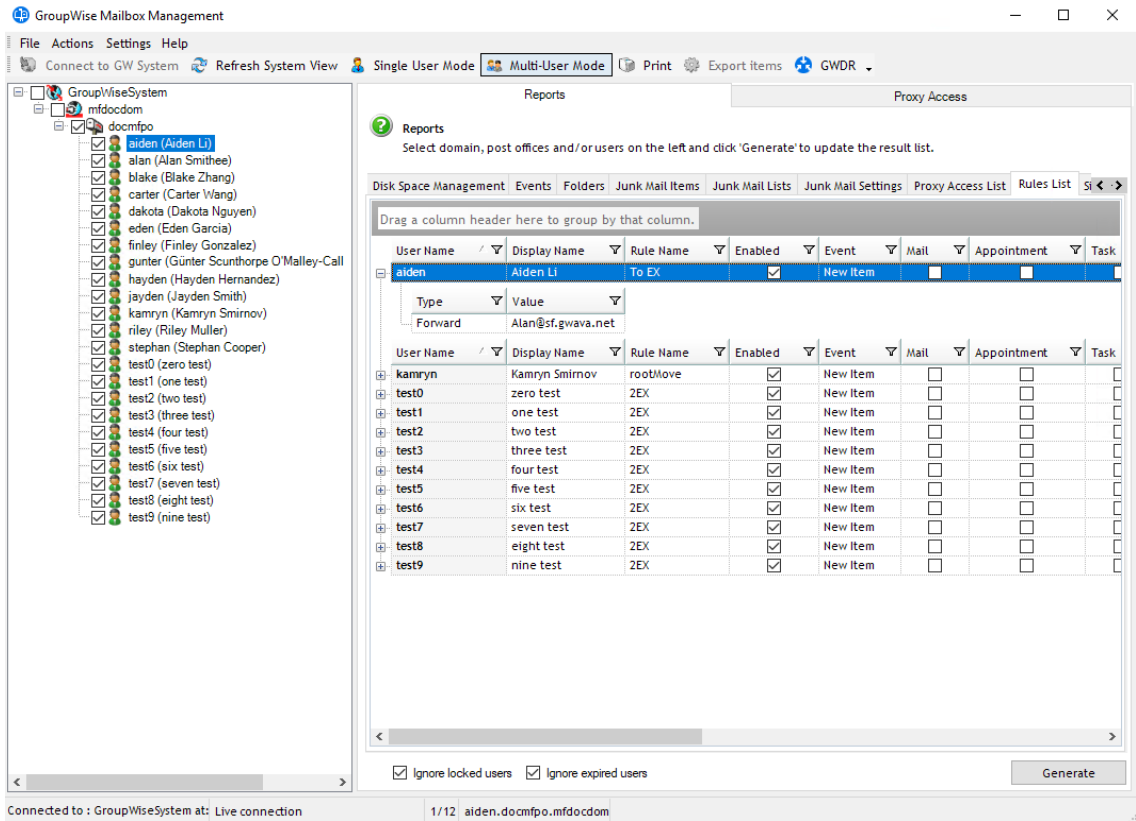 GroupWise Mailbox Management
File Actions Settings Help
Connect to GW System Refresh System View Single User Mode Multi-User Mode Print Export items GWDR
GroupWiseSystem
mfdocdom
docmfpo
aiden (Aiden Li)
alan (Alan Smithee)
blake (Blake Zhang)
carter (Carter Wang)
dakota (Dakota Nguyen)
eden (Eden Garcia)
finley (Finley Gonzalez)
gunter (Günter Scunthorpe O'Malley-Call
hayden (Hayden Hernandez)
jayden (Jayden Smith)
kamryn (Kamryn Smirnov)
riley (Riley Muller)
stephan (Stephan Cooper)
test0 (zero test)
test1 (one test)
test2 (two test)
test3 (three test)
test4 (four test)
test5 (five test)
test6 (six test)
test7 (seven test)
test8 (eight test)
test9 (nine test)
Reports Proxy Access
Reports
Select domain, post offices and/or users on the left and click 'Generate' to update the result list.
Disk Space Management Events Folders Junk Mail Items Junk Mail Lists Junk Mail Settings Proxy Access List Rules List Si
Drag a column header here to group by that column.
User Name Display Name Rule Name Enabled Event Mail Appointment Task
aiden Aiden Li To EX New Item
Type Value
Forward Alan@sf.gwava.net
User Name Display Name Rule Name Enabled Event Mail Appointment Task
kamryn Kamryn Smirnov rootMove New Item
test0 zero test 2EX New Item
test1 one test 2EX New Item
test2 two test 2EX New Item
test3 three test 2EX New Item
test4 four test 2EX New Item
test5 five test 2EX New Item
test6 six test 2EX New Item
test7 seven test 2EX New Item
test8 eight test 2EX New Item
test9 nine test 2EX New Item
Ignore locked users Ignore expired users Generate
Connected to : GroupWiseSystem at: Live connection 1/12 aiden.docmfpo.mfdocdom